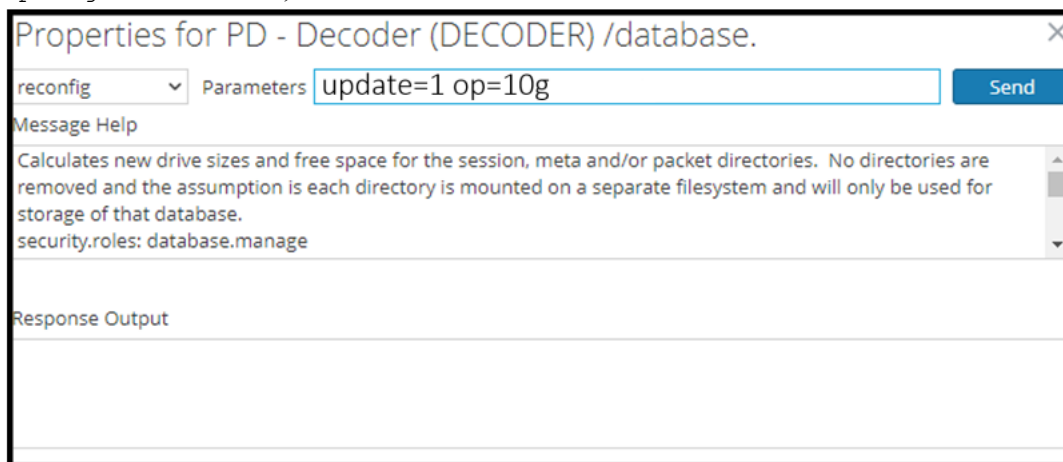 Properties for PD - Decoder (DECODER) /database.
reconfig Parameters update=1 op=10g Send
Message Help
Calculates new drive sizes and free space for the session, meta and/or packet directories. No directories are
removed and the assumption is each directory is mounted on a separate filesystem and will only be used for
storage of that database.
security.roles: database.manage
Response Output